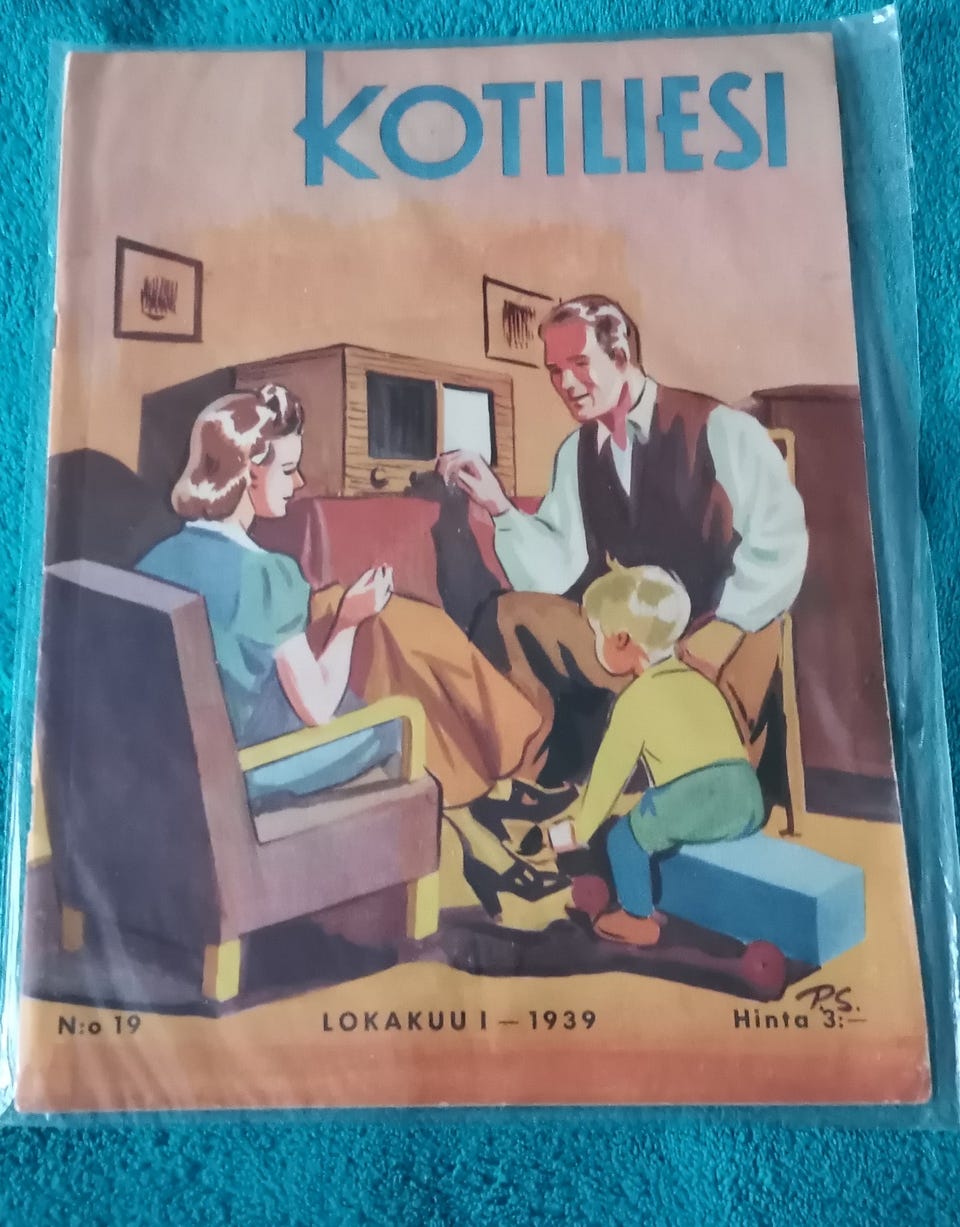 KOTILIESI
P.S.
N:o 19
LOKAKUU I — 1939
Hinta 3:—